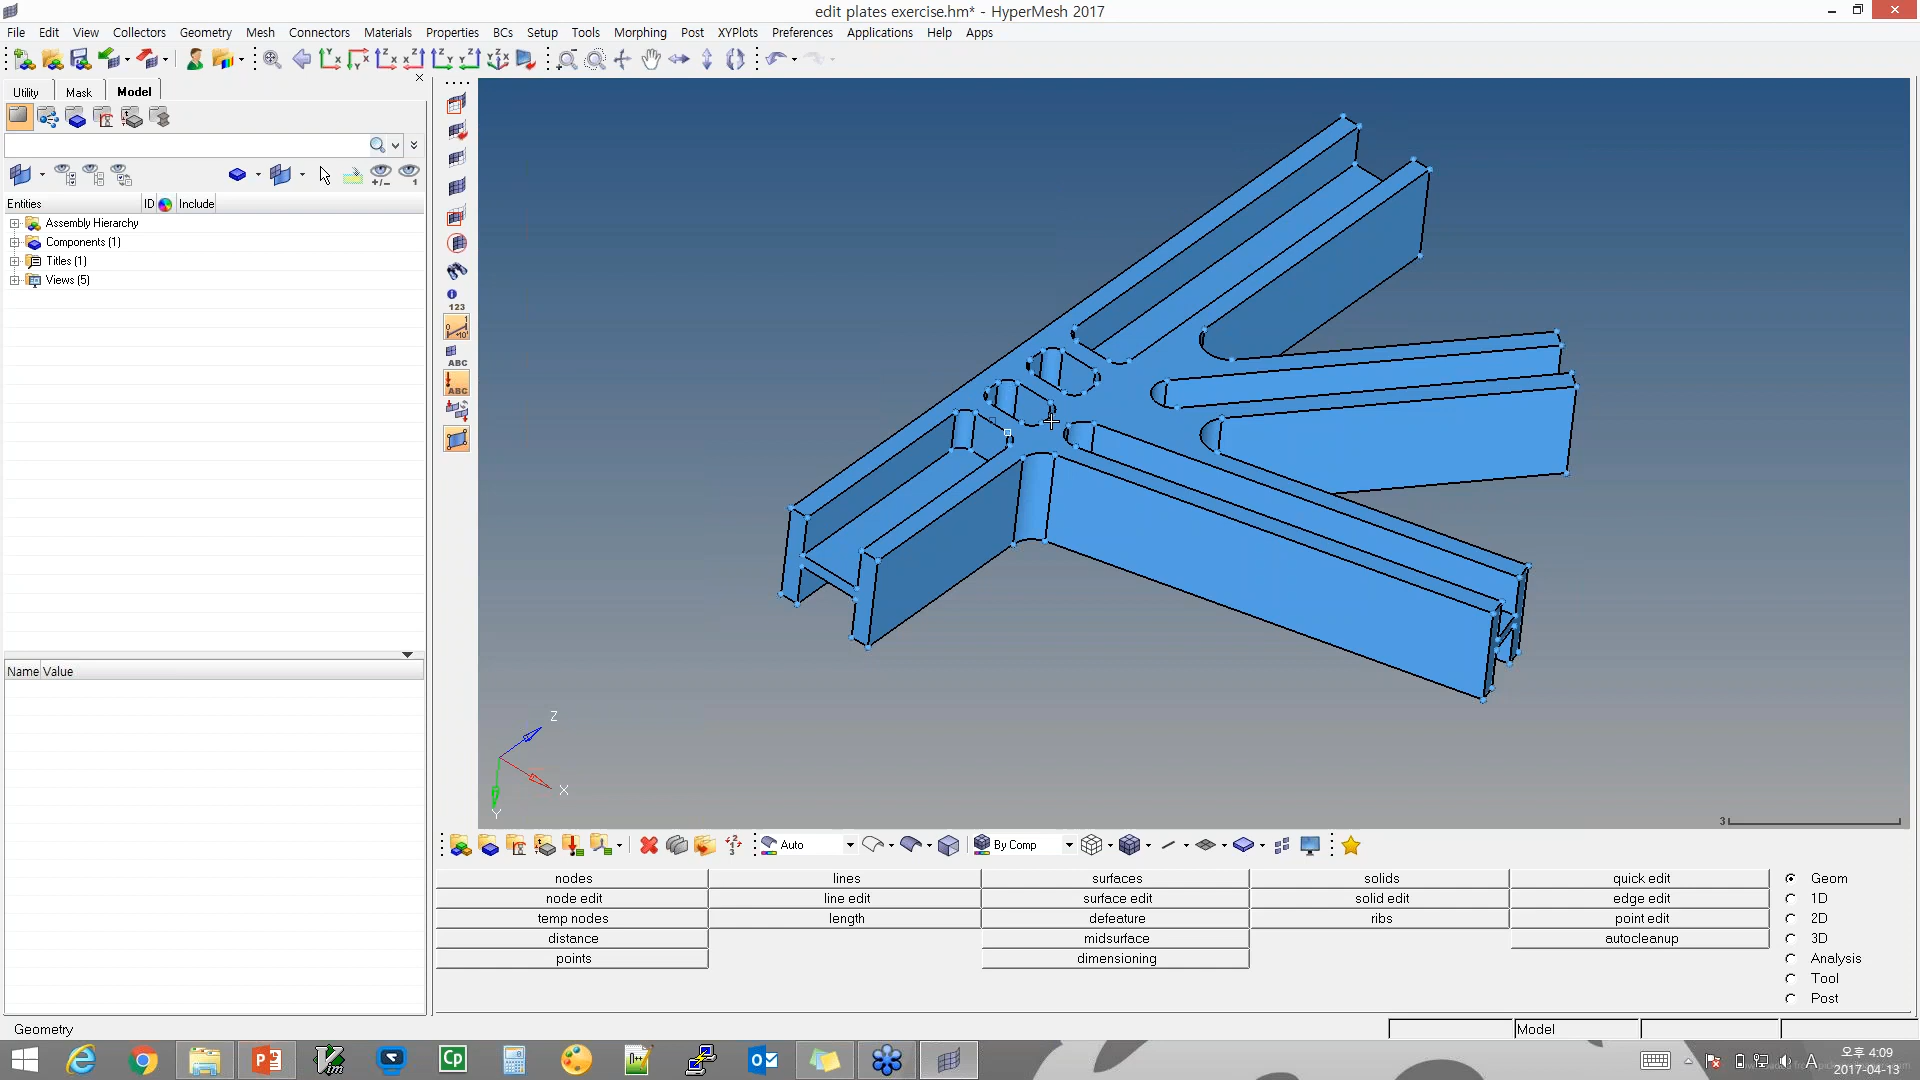 edit plates exercise.hm* - HyperMesh 2017
File Edit View Collectors Geometry Mesh Connectors Materials Properties BCs Setup Tools Morphing Post XYPlots Preferences Applications Help Apps
Utility Mask Model
Entities ID Include
Assembly Hierarchy
Components (1)
Titles (1)
Views (5)
Name Value
123
ABC
ABC
Z
X
Y
3
Auto
By Comp
nodes lines surfaces solids quick edit Geom
node edit line edit surface edit solid edit edge edit 1D
temp nodes length defeature ribs point edit 2D
distance midsurface autocleanup 3D
points dimensioning Analysis
Tool
Post
Geometry Model
오후 4:09
2017-04-13